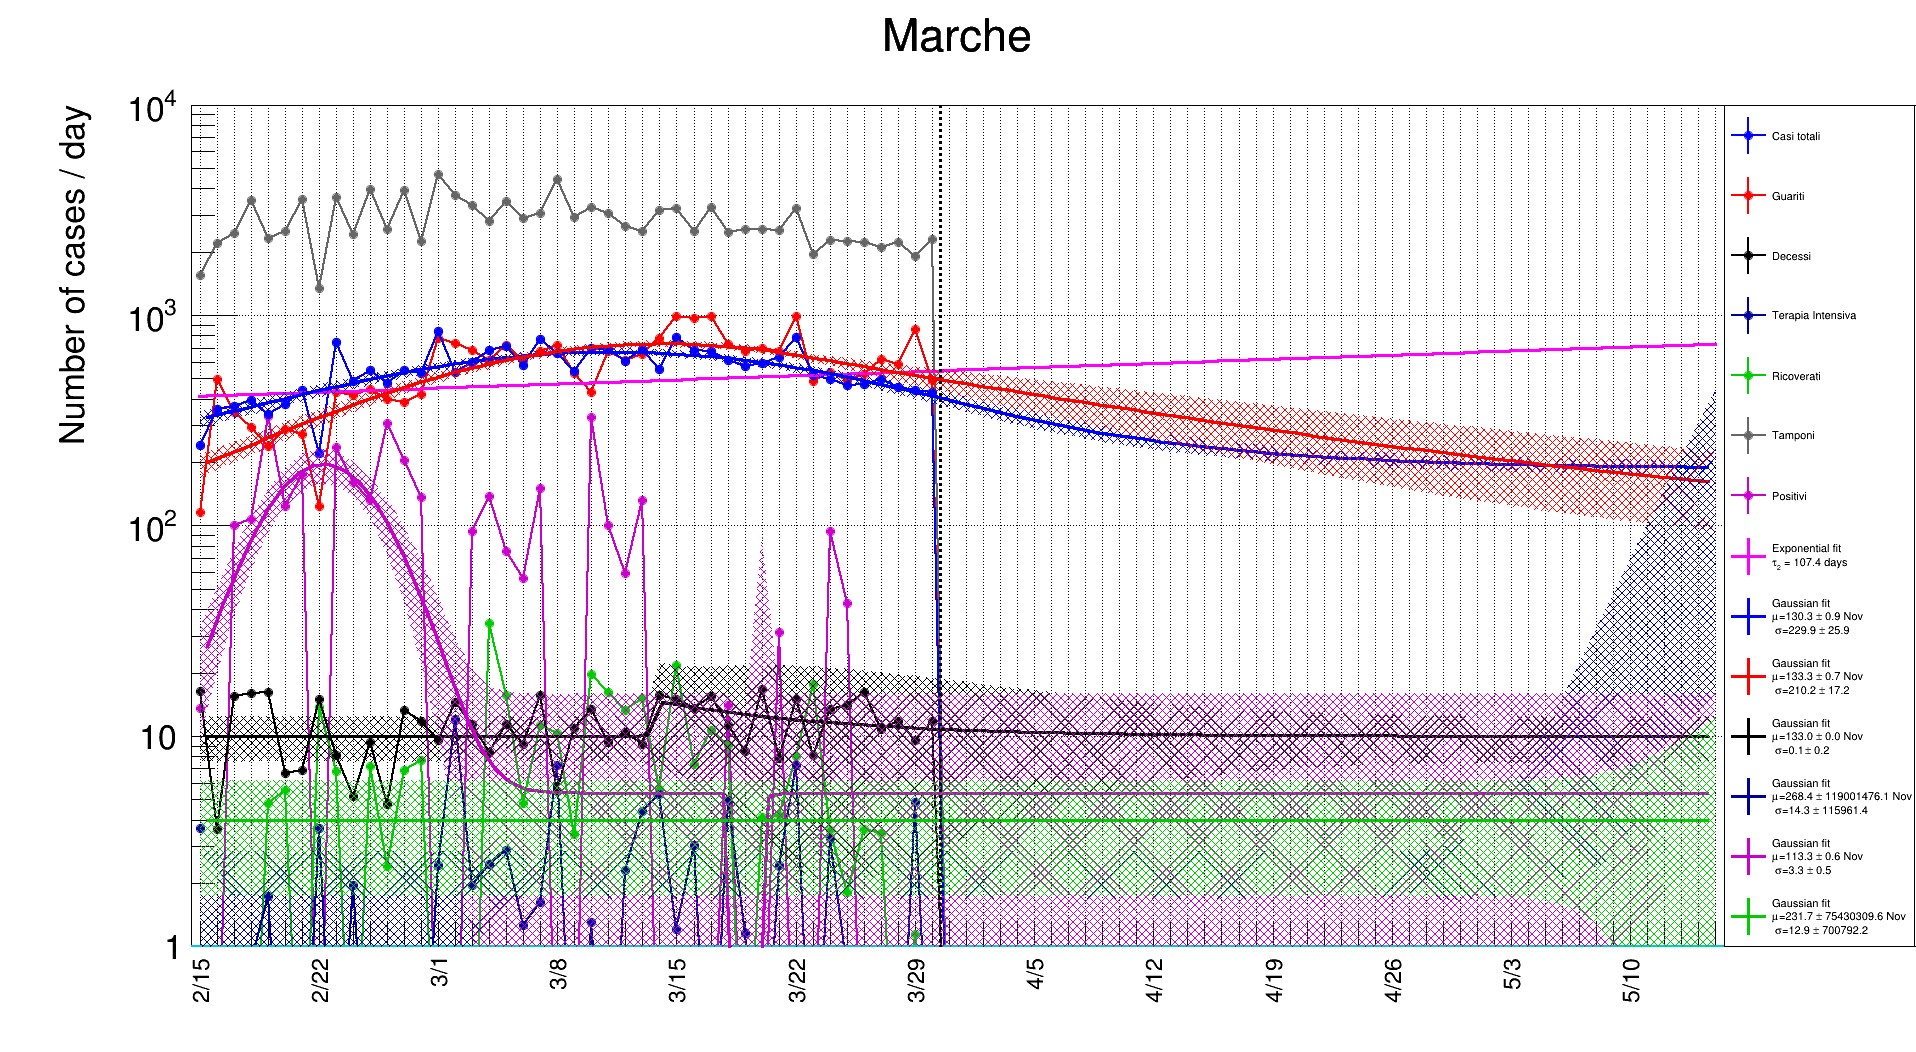 Marche
Number of cases / day
10^4
10^3
10^2
10
1
2/15
2/22
3/1
3/8
3/15
3/22
3/29
4/5
4/12
4/19
4/26
5/3
5/10
Casi totali
Guariti
Decessi
Terapia Intensiva
Ricoverati
Tamponi
Positivi
Exponential fit
τ₂ = 107.4 days
Gaussian fit
μ=130.3 ± 0.9 Nov
σ=229.9 ± 25.9
Gaussian fit
μ=133.3 ± 0.7 Nov
σ=210.2 ± 17.2
Gaussian fit
μ=133.0 ± 0.0 Nov
σ=0.1 ± 0.2
Gaussian fit
μ=268.4 ± 119001476.1 Nov
σ=14.3 ± 115961.4
Gaussian fit
μ=113.3 ± 0.6 Nov
σ=3.3 ± 0.5
Gaussian fit
μ=231.7 ± 75430309.6 Nov
σ=12.9 ± 700792.2